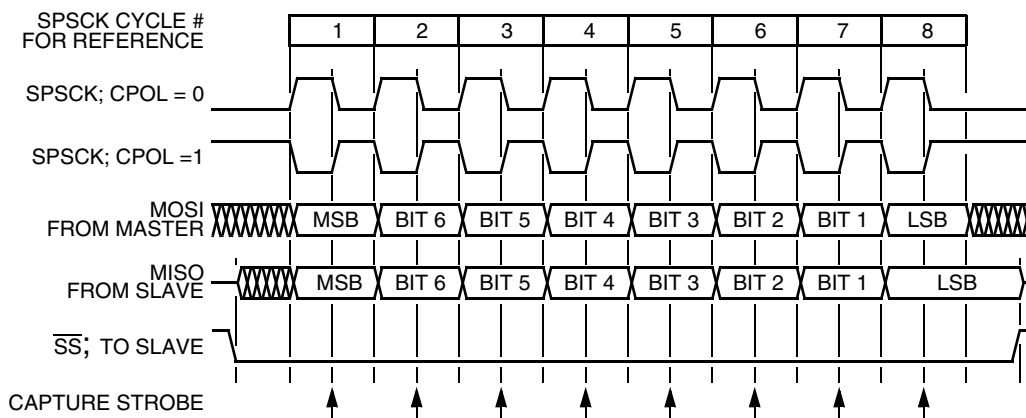 SPSCK CYCLE #
FOR REFERENCE
1 2 3 4 5 6 7 8
SPSCK; CPOL = 0
SPSCK; CPOL =1
MOSI
FROM MASTER
MSB BIT 6 BIT 5 BIT 4 BIT 3 BIT 2 BIT 1 LSB
MISO
FROM SLAVE
MSB BIT 6 BIT 5 BIT 4 BIT 3 BIT 2 BIT 1 LSB
SS; TO SLAVE
CAPTURE STROBE